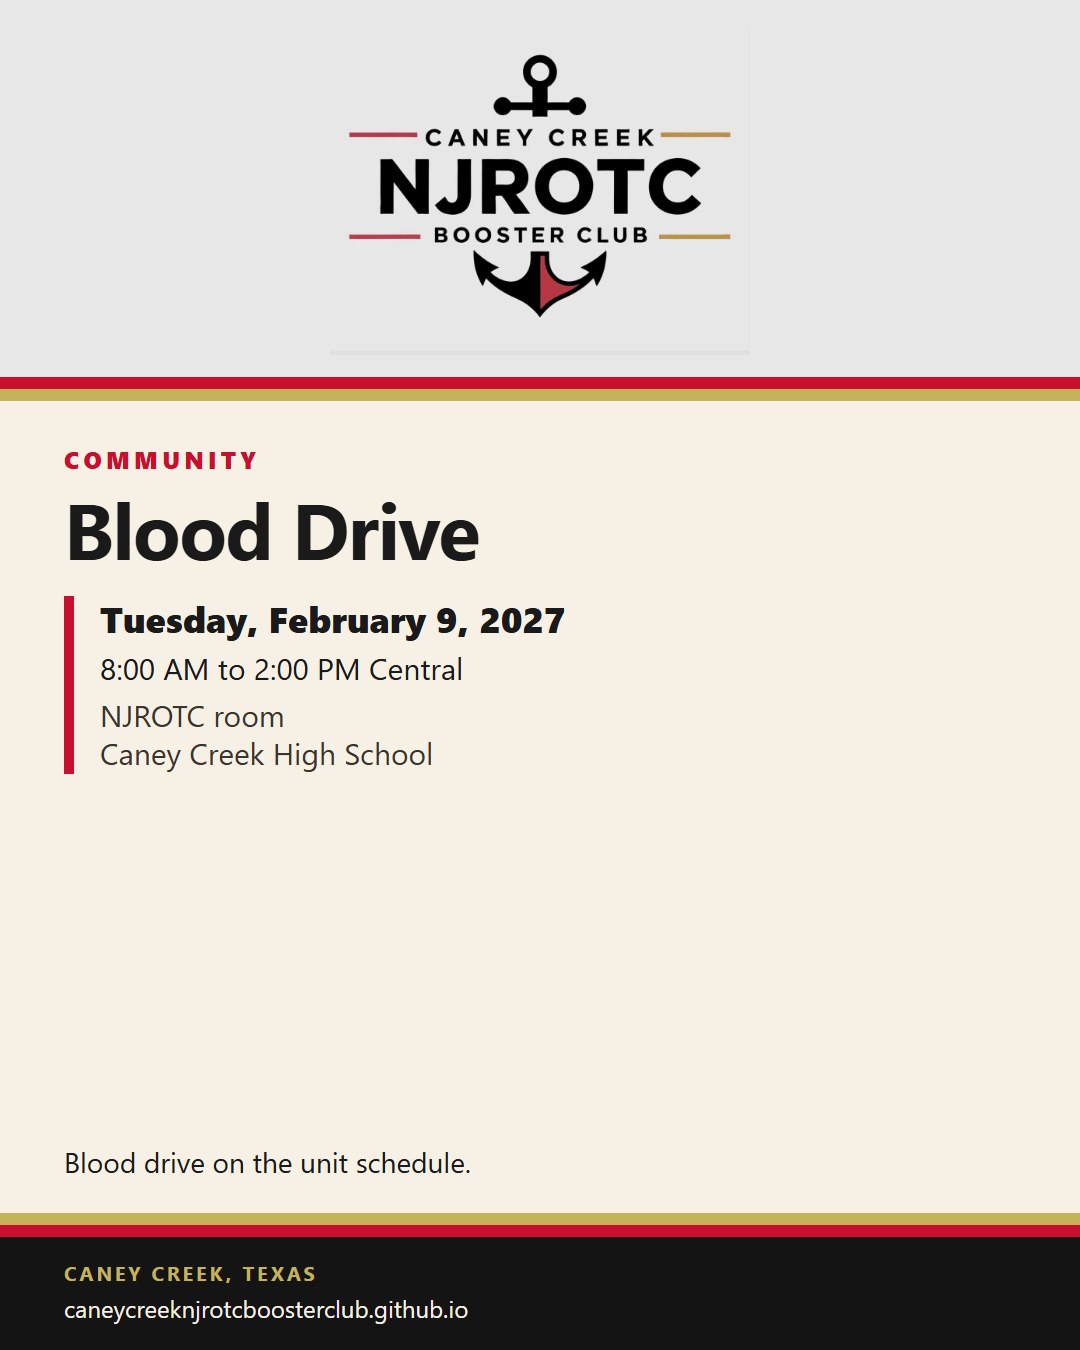 CANEY CREEK
NJROTC
BOOSTER CLUB
COMMUNITY
Blood Drive
Tuesday, February 9, 2027
8:00 AM to 2:00 PM Central
NJROTC room
Caney Creek High School
Blood drive on the unit schedule.
CANEY CREEK, TEXAS
caneycreeknjrotcboosterclub.github.io